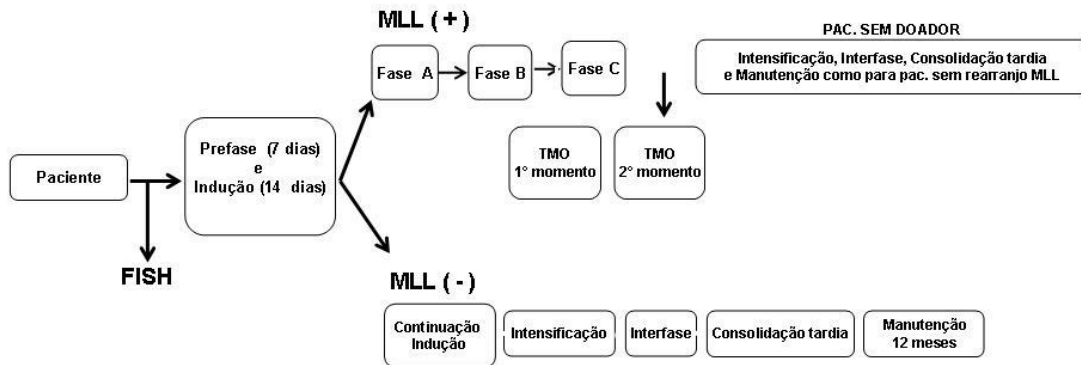 MLL (+)
Fase A
Fase B
Fase C
PAC. SEM DOADOR
Intensificação, Interfase, Consolidação tardia
e Manutenção como para pac. sem rearranjo MLL
Paciente
Prefase (7 dias)
e
Indução (14 dias)
TMO
1° momento
TMO
2° momento
FISH
MLL ( - )
Continuação
Indução
Intensificação
Interfase
Consolidação tardia
Manutenção
12 meses